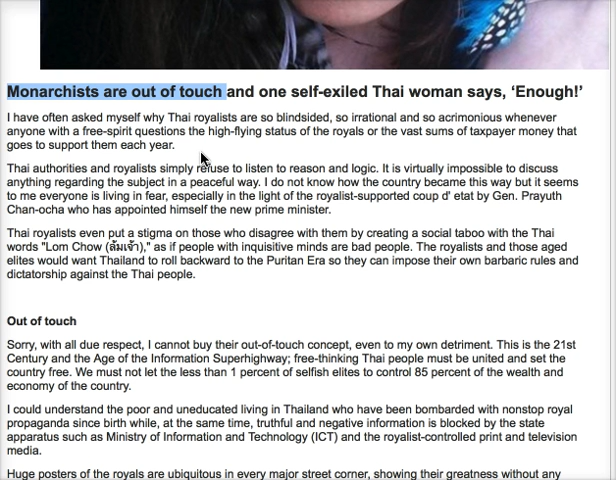 Monarchists are out of touch and one self-exiled Thai woman says, ‘Enough!’
I have often asked myself why Thai royalists are so blindsided, so irrational and so acrimonious whenever
anyone with a free-spirit questions the high-flying status of the royals or the vast sums of taxpayer money that
goes to support them each year.
Thai authorities and royalists simply refuse to listen to reason and logic. It is virtually impossible to discuss
anything regarding the subject in a peaceful way. I do not know how the country became this way but it seems
to me everyone is living in fear, especially in the light of the royalist-supported coup d' etat by Gen. Prayuth
Chan-ocha who has appointed himself the new prime minister.
Thai royalists even put a stigma on those who disagree with them by creating a social taboo with the Thai
words "Lom Chow (ล้มเจ้า)," as if people with inquisitive minds are bad people. The royalists and those aged
elites would want Thailand to roll backward to the Puritan Era so they can impose their own barbaric rules and
dictatorship against the Thai people.
Out of touch
Sorry, with all due respect, I cannot buy their out-of-touch concept, even to my own detriment. This is the 21st
Century and the Age of the Information Superhighway; free-thinking Thai people must be united and set the
country free. We must not let the less than 1 percent of selfish elites to control 85 percent of the wealth and
economy of the country.
I could understand the poor and uneducated living in Thailand who have been bombarded with nonstop royal
propaganda since birth while, at the same time, truthful and negative information is blocked by the state
apparatus such as Ministry of Information and Technology (ICT) and the royalist-controlled print and television
media.
Huge posters of the royals are ubiquitous in every major street corner, showing their greatness without any